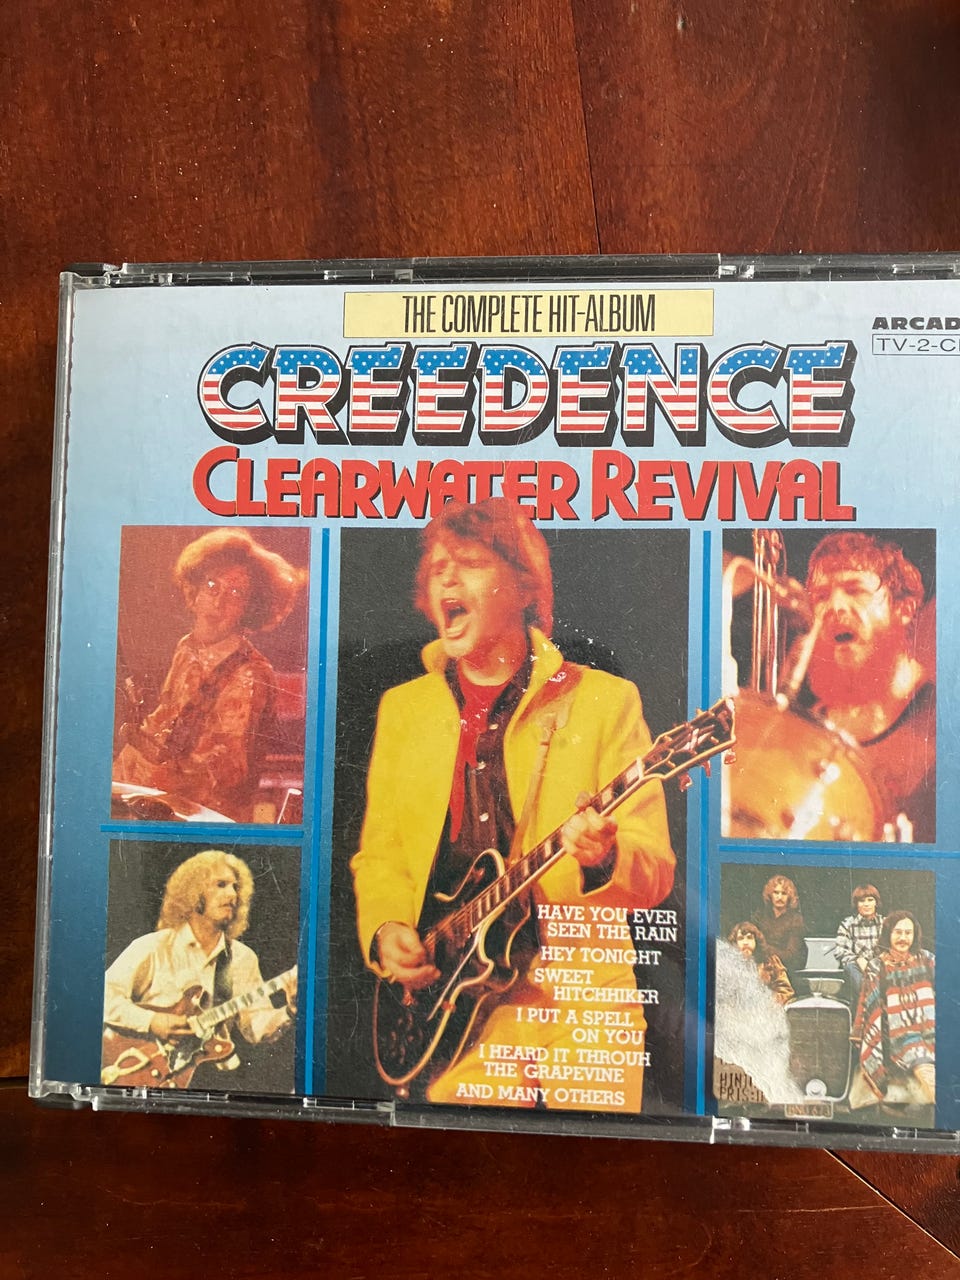 THE COMPLETE HIT-ALBUM
ARCAD
TV-2-C
CREEDENCE
CLEARWATER REVIVAL
HAVE YOU EVER
SEEN THE RAIN
HEY TONIGHT
SWEET
HITCHHIKER
I PUT A SPELL
ON YOU
I HEARD IT THROUH
THE GRAPEVINE
AND MANY OTHERS